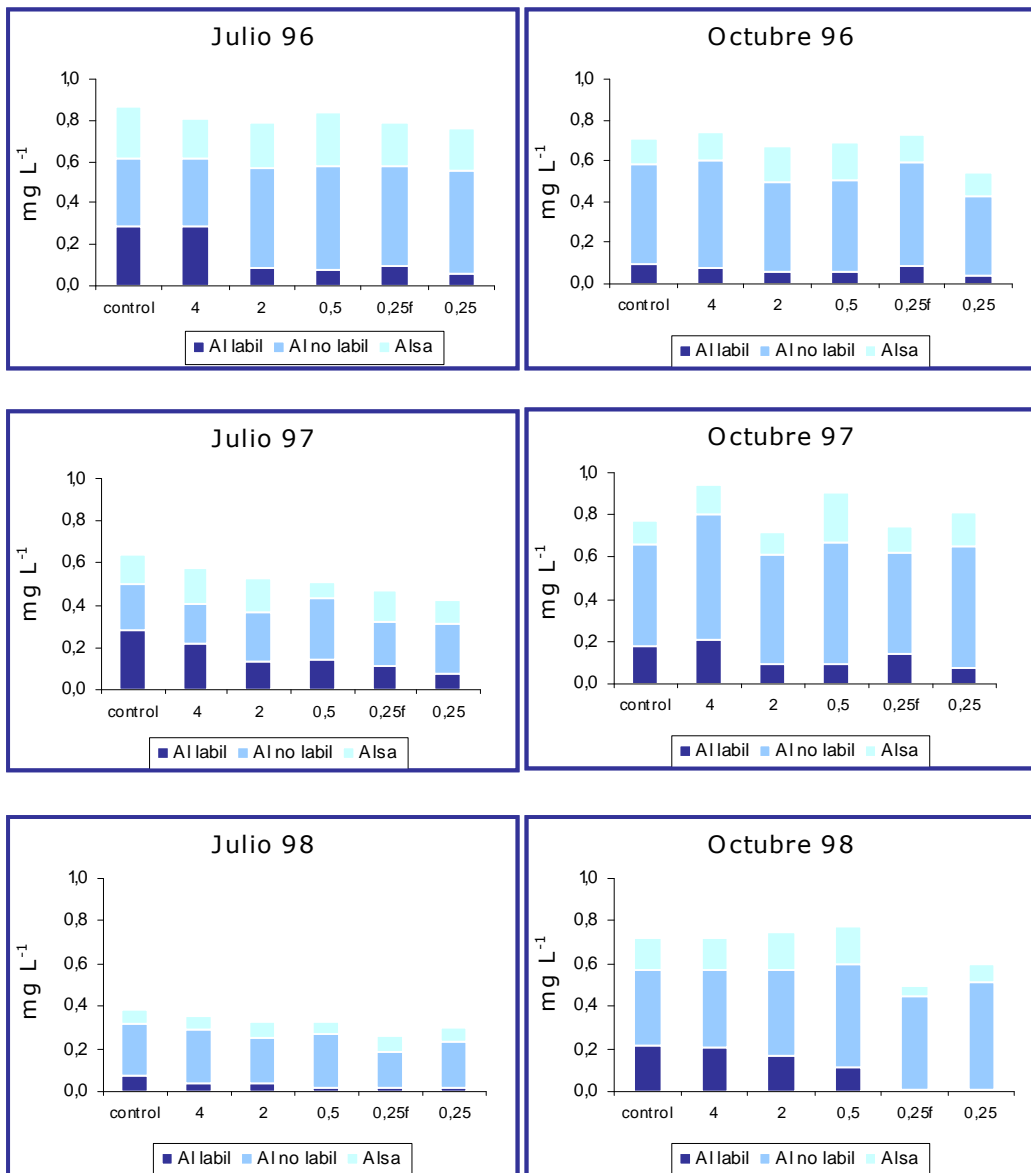 Julio 96
1,0
0,8
0,6
0,4
0,2
0,0
mg L⁻¹
control 4 2 0,5 0,25f 0,25
Al labil Al no labil Alsa
Octubre 96
1,0
0,8
0,6
0,4
0,2
0,0
mg L⁻¹
control 4 2 0,5 0,25f 0,25
Al labil Al no labil Alsa
Julio 97
1,0
0,8
0,6
0,4
0,2
0,0
mg L⁻¹
control 4 2 0,5 0,25f 0,25
Al labil Al no labil Alsa
Octubre 97
1,0
0,8
0,6
0,4
0,2
0,0
mg L⁻¹
control 4 2 0,5 0,25f 0,25
Al labil Al no labil Alsa
Julio 98
1,0
0,8
0,6
0,4
0,2
0,0
mg L⁻¹
control 4 2 0,5 0,25f 0,25
Al labil Al no labil Alsa
Octubre 98
1,0
0,8
0,6
0,4
0,2
0,0
mg L⁻¹
control 4 2 0,5 0,25f 0,25
Al labil Al no labil Alsa